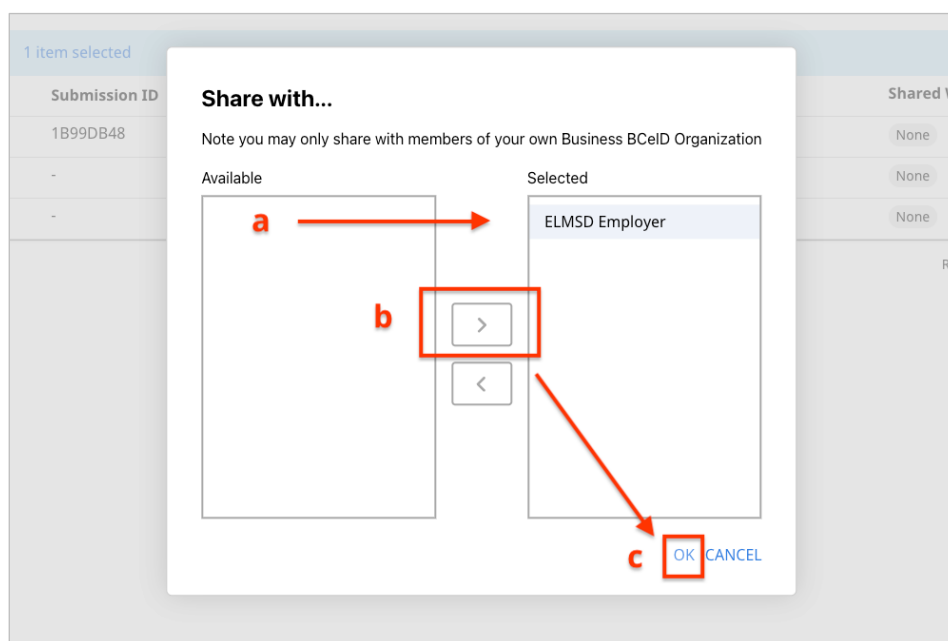 1 item selected
Submission ID
Shared
1B99DB48
None
-
None
-
None
R
Share with...
Note you may only share with members of your own Business BCeID Organization
Available
Selected
a
ELMSD Employer
b
>
<
c
OK CANCEL